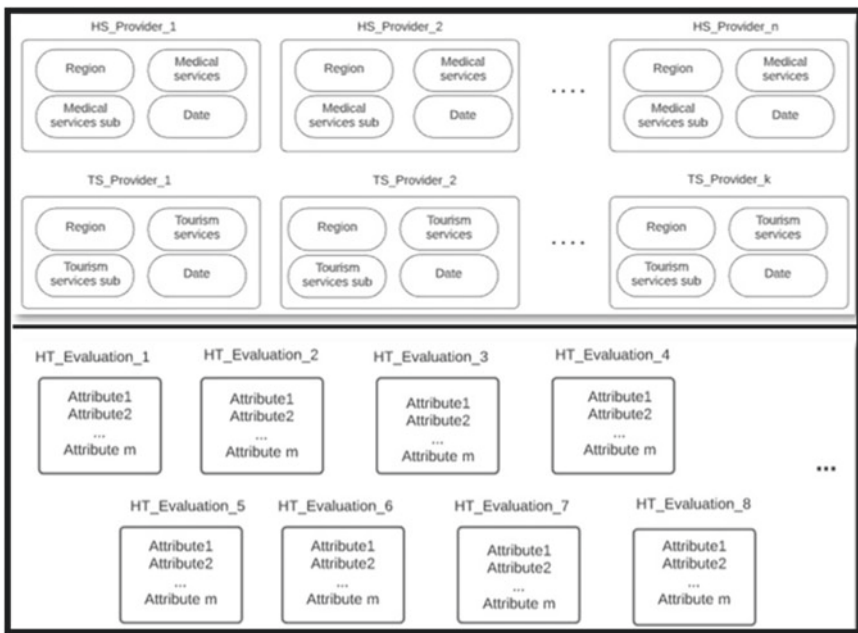 HS_Provider_1
HS_Provider_2
HS_Provider_n
Region
Medical
services
Medical
services sub
Date
Region
Medical
services
Medical
services sub
Date
....
Region
Medical
services
Medical
services sub
Date
TS_Provider_1
TS_Provider_2
TS_Provider_k
Region
Tourism
services
Tourism
services sub
Date
Region
Tourism
services
Tourism
services sub
Date
....
Region
Tourism
services
Tourism
services sub
Date
HT_Evaluation_1
HT_Evaluation_2
HT_Evaluation_3
HT_Evaluation_4
Attribute1
Attribute2
...
Attribute m
Attribute1
Attribute2
...
Attribute m
Attribute1
Attribute2
...
Attribute m
Attribute1
Attribute2
...
Attribute m
...
HT_Evaluation_5
HT_Evaluation_6
HT_Evaluation_7
HT_Evaluation_8
Attribute1
Attribute2
...
Attribute m
Attribute1
Attribute2
...
Attribute m
Attribute1
Attribute2
...
Attribute m
Attribute1
Attribute2
...
Attribute m